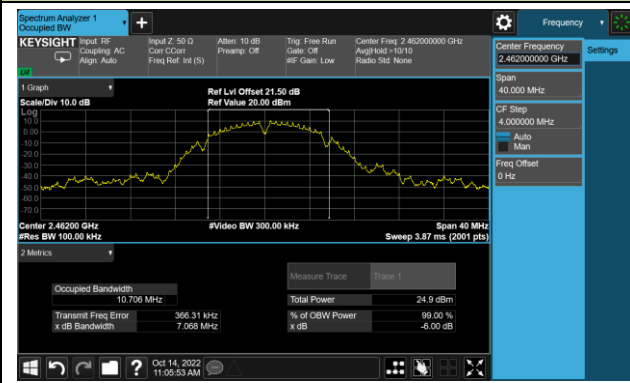 Spectrum Analyzer 1
Occupied BW
Frequency
KEYSIGHT
Input: RF
Coupling: AC
Align: Auto
Input Z: 50 Ω
Corr CCorr
Freq Ref: Int (S)
Atten: 10 dB
Preamp: Off
Trig: Free Run
Gate: Off
#IF Gain: Low
Center Freq: 2.462000000 GHz
Avg|Hold:>10/10
Radio Std: None
Center Frequency
2.462000000 GHz
Settings
Span
40.000 MHz
CF Step
4.000000 MHz
Auto
Man
Freq Offset
0 Hz
1 Graph
Scale/Div 10.0 dB
Ref Lvl Offset 21.50 dB
Ref Value 20.00 dBm
Log
10.0
0.00
-10.0
-20.0
-30.0
-40.0
-50.0
-60.0
-70.0
Center 2.46200 GHz
#Res BW 100.00 kHz
#Video BW 300.00 kHz
Span 40 MHz
Sweep 3.87 ms (2001 pts)
2 Metrics
Measure Trace
Trace 1
Occupied Bandwidth
10.706 MHz
Total Power
24.9 dBm
Transmit Freq Error
366.31 kHz
% of OBW Power
99.00 %
x dB Bandwidth
7.068 MHz
x dB
-6.00 dB
Oct 14, 2022
11:05:53 AM